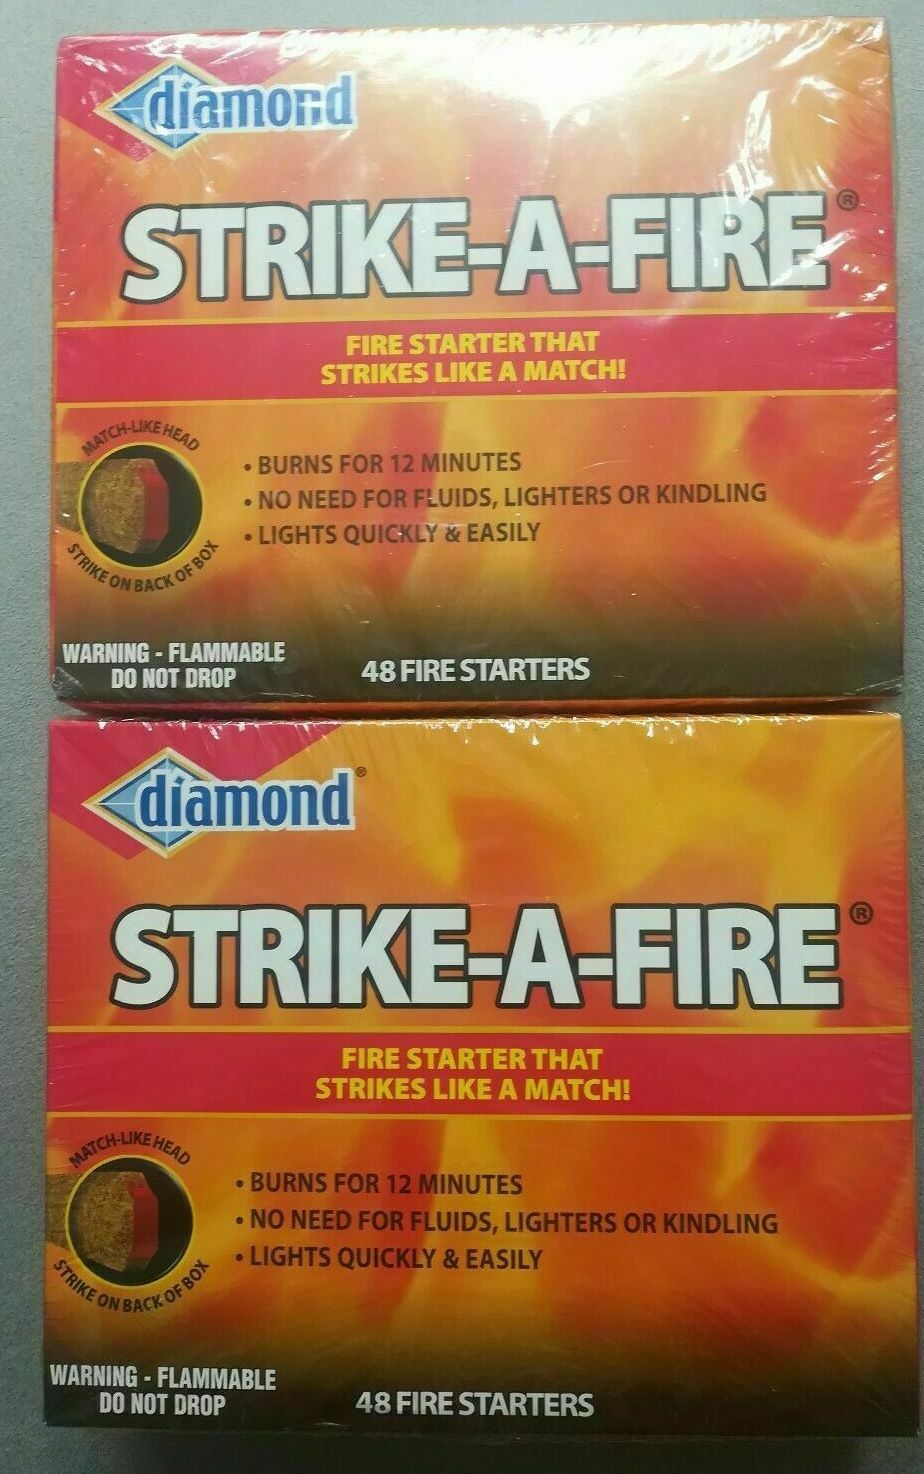 diamond
STRIKE-A-FIRE®
FIRE STARTER THAT
STRIKES LIKE A MATCH!
MATCH-LIKE HEAD
STRIKE ON BACK OF BOX
• BURNS FOR 12 MINUTES
• NO NEED FOR FLUIDS, LIGHTERS OR KINDLING
• LIGHTS QUICKLY & EASILY
WARNING - FLAMMABLE
DO NOT DROP
48 FIRE STARTERS
diamond®
STRIKE-A-FIRE®
FIRE STARTER THAT
STRIKES LIKE A MATCH!
MATCH-LIKE HEAD
STRIKE ON BACK OF BOX
• BURNS FOR 12 MINUTES
• NO NEED FOR FLUIDS, LIGHTERS OR KINDLING
• LIGHTS QUICKLY & EASILY
WARNING - FLAMMABLE
DO NOT DROP
48 FIRE STARTERS